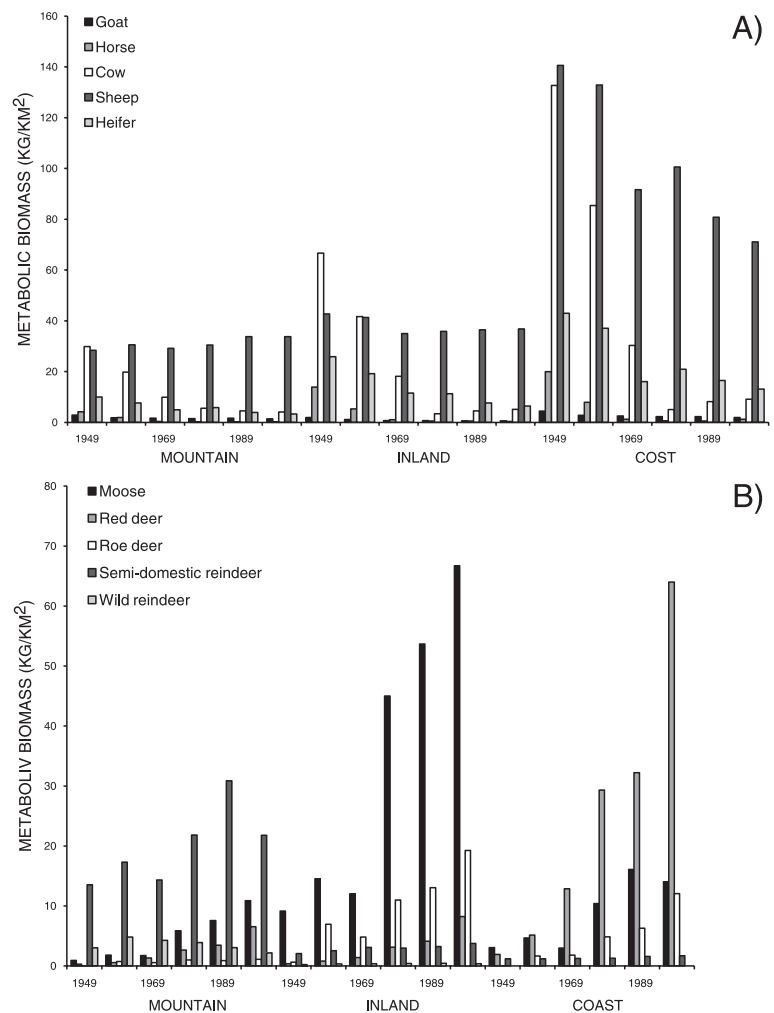 A)
Goat
Horse
Cow
Sheep
Heifer
METABOLIC BIOMASS (KG/KM²)
160
140
120
100
80
60
40
20
0
1949 1969 1989 1949 1969 1989 1949 1969 1989
MOUNTAIN INLAND COST
B)
Moose
Red deer
Roe deer
Semi-domestic reindeer
Wild reindeer
METABOLIV BIOMASS (KG/KM²)
80
70
60
50
40
30
20
10
0
1949 1969 1989 1949 1969 1989 1949 1969 1989
MOUNTAIN INLAND COAST